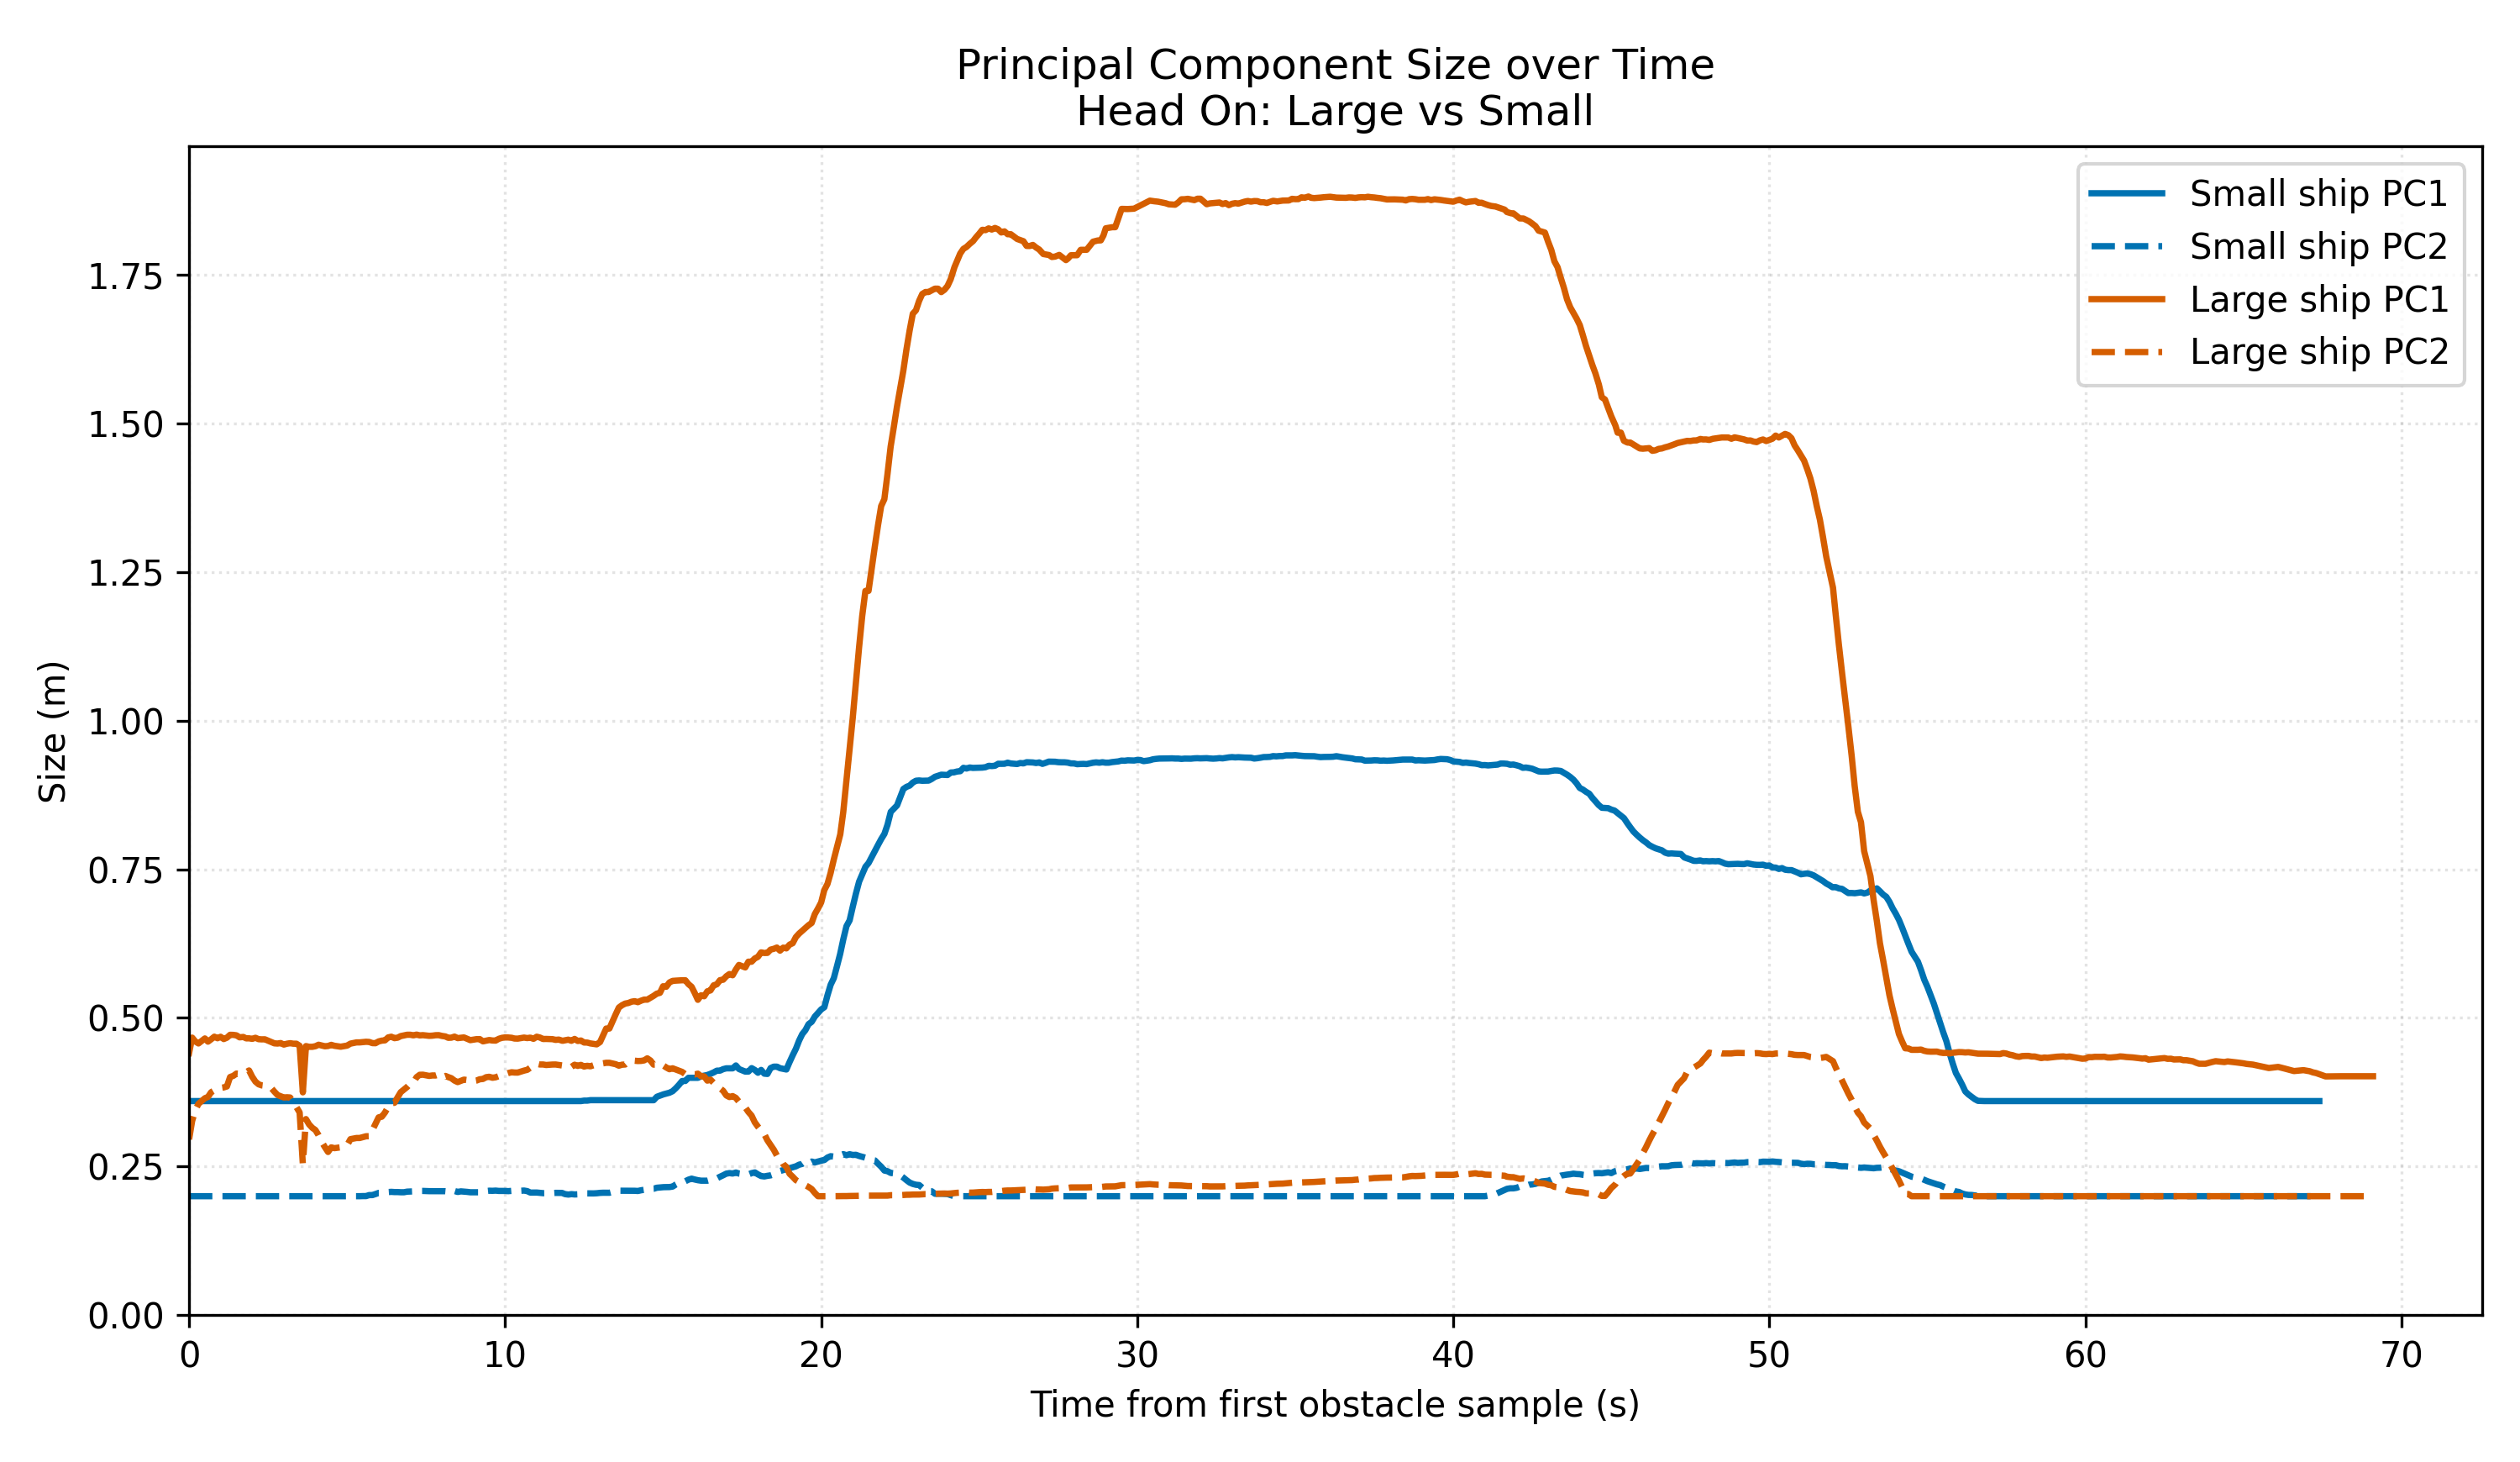 Principal Component Size over Time
Head On: Large vs Small
Small ship PC1
Small ship PC2
Large ship PC1
Large ship PC2
Size (m)
1.75
1.50
1.25
1.00
0.75
0.50
0.25
0.00
0 10 20 30 40 50 60 70
Time from first obstacle sample (s)